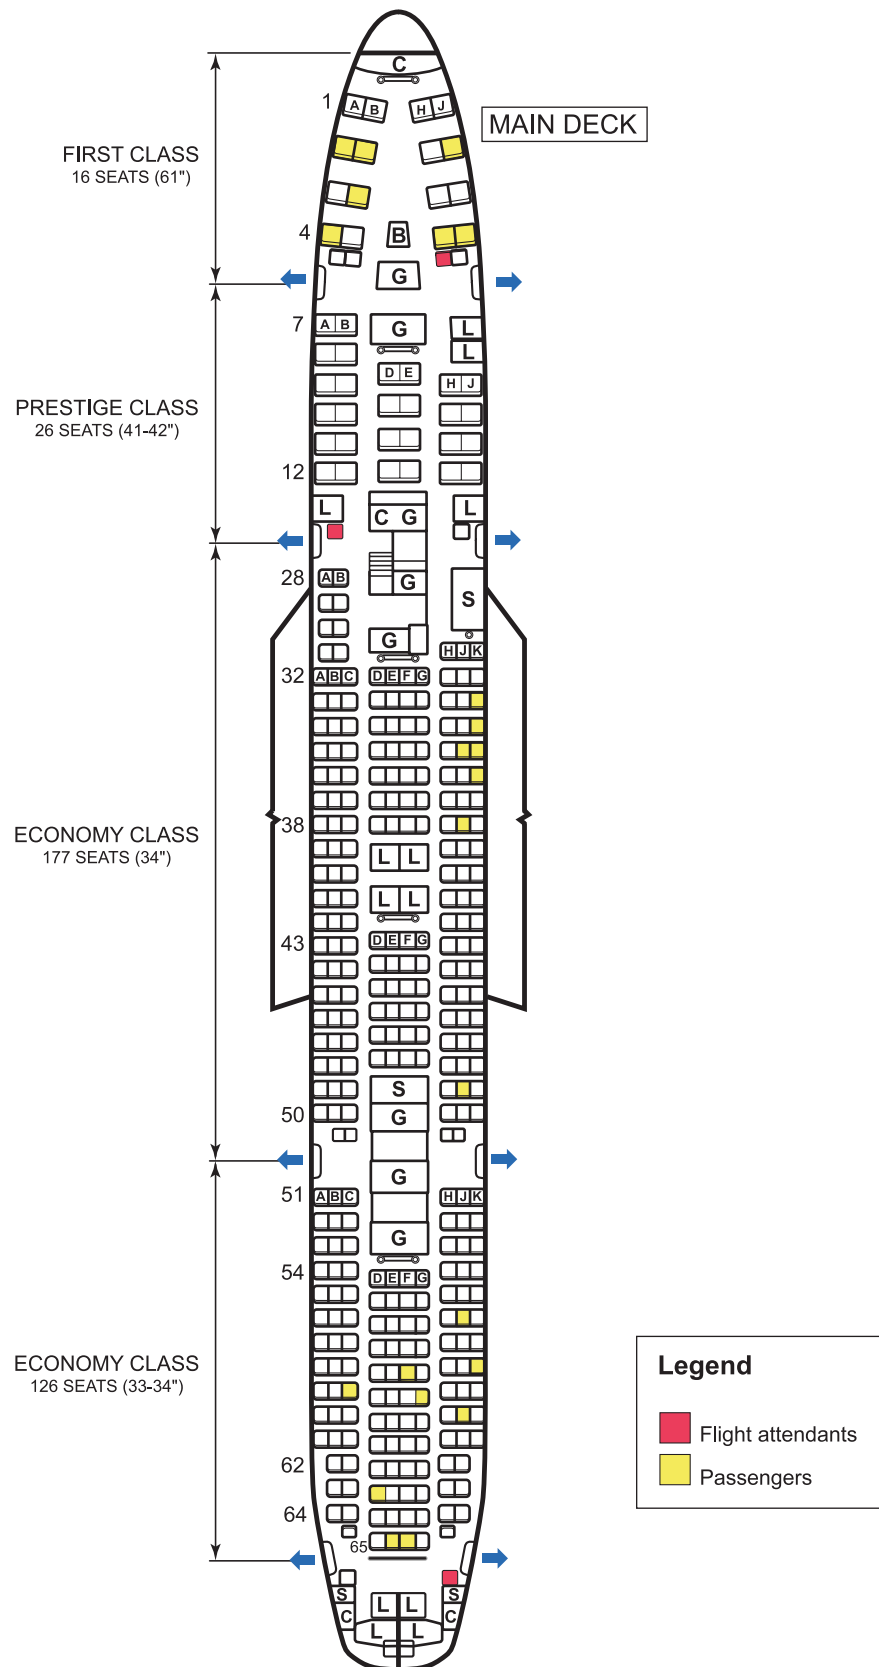 C
1 A B H J
MAIN DECK
FIRST CLASS
16 SEATS (61")
4 B
G
7 A B G L
L
D E
H J
PRESTIGE CLASS
26 SEATS (41-42")
12
L C G L
28 A B G S
G
H J K
32 A B C D E F G
38
ECONOMY CLASS
177 SEATS (34")
L L
L L
43 D E F G
S
50 G
G
51 A B C H J K
G
54 D E F G
ECONOMY CLASS
126 SEATS (33-34")
62
64
65
S S
L L
C C
L L
Legend
Flight attendants
Passengers